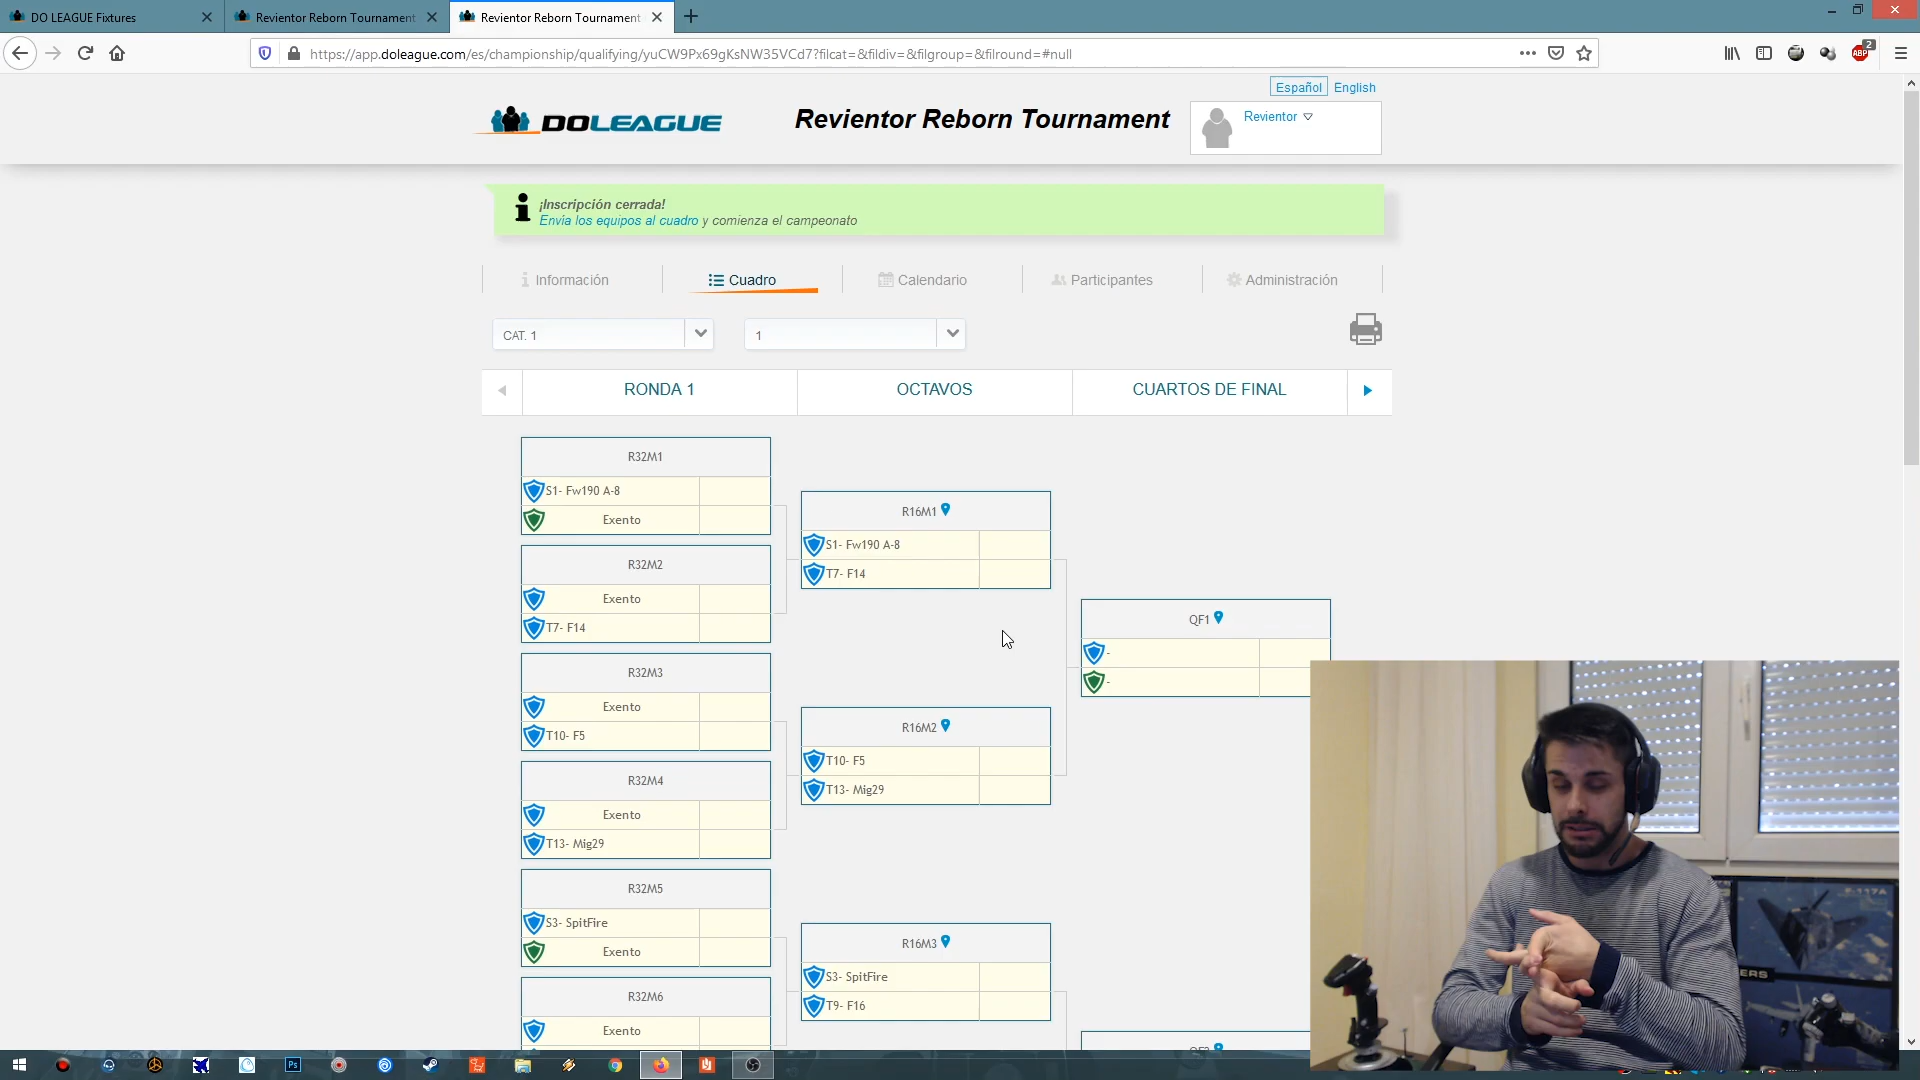 DO LEAGUE Fixtures
Revientor Reborn Tournament
Revientor Reborn Tournament
https://app.doleague.com/es/championship/qualifying/yuCW9Px69gKsNW35VCd7?filcat=&fildiv=&filgroup=&filround=#null
ABP
2
Español
English
DOLEAGUE
Revientor Reborn Tournament
Revientor
¡Inscripción cerrada!
Envía los equipos al cuadro y comienza el campeonato
Información
Cuadro
Calendario
Participantes
Administración
CAT. 1
1
RONDA 1
OCTAVOS
CUARTOS DE FINAL
R32M1
S1- Fw190 A-8
Exento
R32M2
Exento
T7- F14
R32M3
Exento
T10- F5
R32M4
Exento
T13- Mig29
R32M5
S3- SpitFire
Exento
R32M6
Exento
R16M1
S1- Fw190 A-8
T7- F14
R16M2
T10- F5
T13- Mig29
R16M3
S3- SpitFire
T9- F16
QF1
-
-
F-117A
Ps